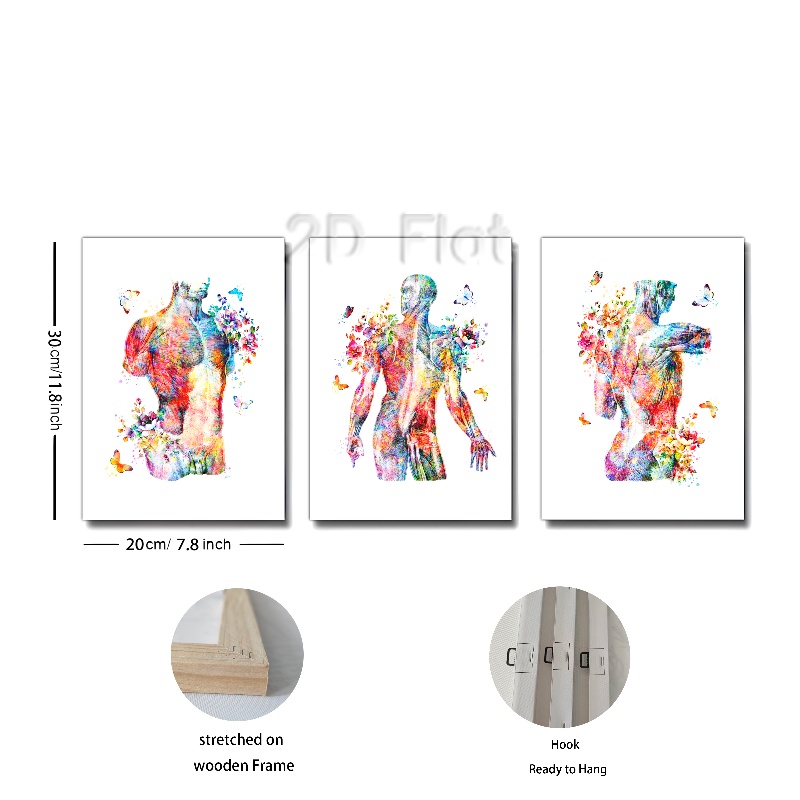 2D Flat
30cm/11.8inch
20cm/ 7.8 inch
stretched on
wooden Frame
Hook
Ready to Hang